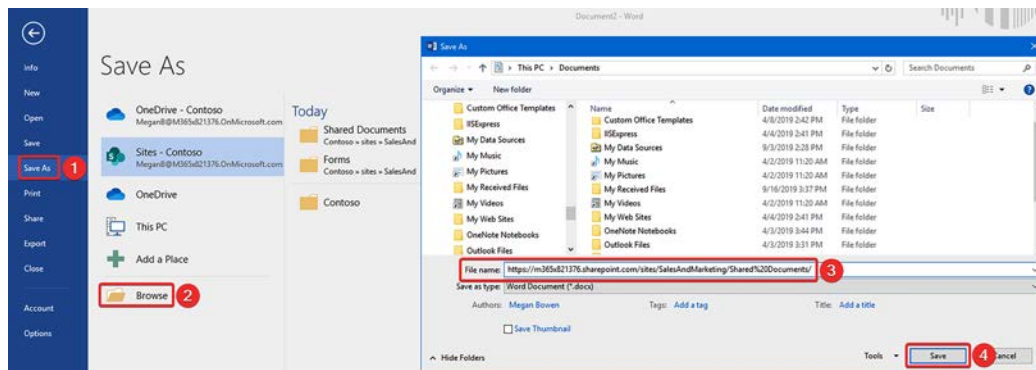 Document2 - Word
Info
New
Open
Save
Save As
Print
Share
Export
Close
Account
Options
1
Save As
OneDrive - Contoso
MeganB@M365x821376.OnMicrosoft.com
Sites - Contoso
MeganB@M365x821376.OnMicrosoft.com
OneDrive
This PC
Add a Place
Browse
2
Today
Shared Documents
Contoso » sites » SalesAnd
Forms
Contoso » sites » SalesAnd
Contoso
Save As
This PC > Documents
Search Documents
Organize
New folder
Custom Office Templates
IISExpress
My Data Sources
My Music
My Pictures
My Received Files
My Videos
My Web Sites
OneNote Notebooks
Outlook Files
Name Date modified Type Size
Custom Office Templates 4/8/2019 2:42 PM File folder
IISExpress 4/4/2019 2:41 PM File folder
My Data Sources 9/3/2019 2:28 PM File folder
My Music 4/2/2019 11:20 AM File folder
My Pictures 4/2/2019 11:20 AM File folder
My Received Files 9/16/2019 3:37 PM File folder
My Videos 4/2/2019 11:20 AM File folder
My Web Sites 4/4/2019 2:41 PM File folder
OneNote Notebooks 4/3/2019 3:44 PM File folder
Outlook Files 4/3/2019 3:31 PM File folder
File name: https://m365x821376.sharepoint.com/sites/SalesAndMarketing/Shared%20Documents/
3
Save as type: Word Document (*.docx)
Authors: Megan Bowen Tags: Add a tag Title: Add a title
Save Thumbnail
Hide Folders
Tools
Save
4
Cancel